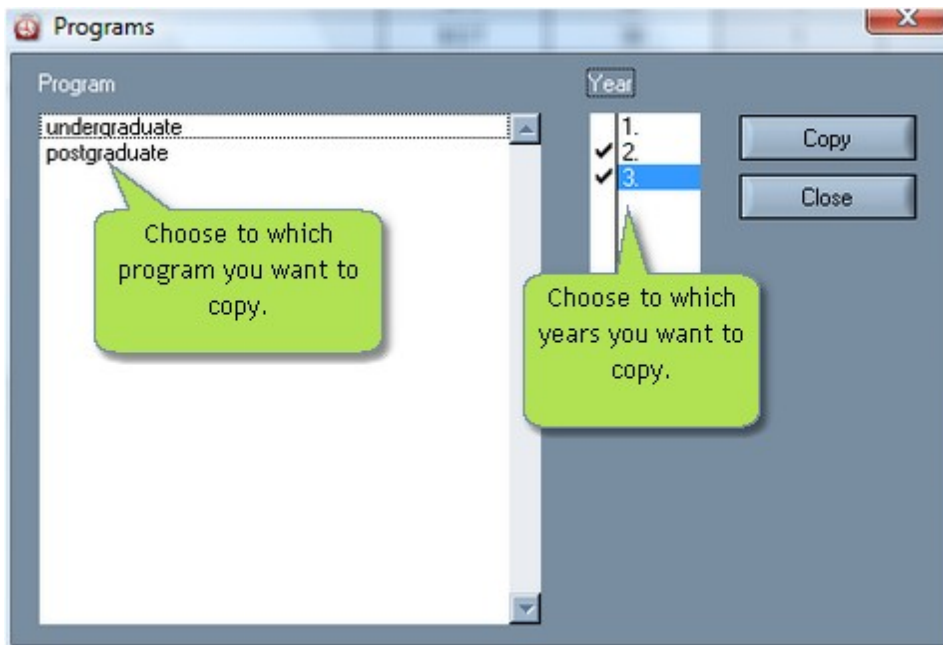 Programs
Program
Year
undergraduate
postgraduate
1.
2.
3.
Copy
Close
Choose to which
program you want to
copy.
Choose to which
years you want to
copy.